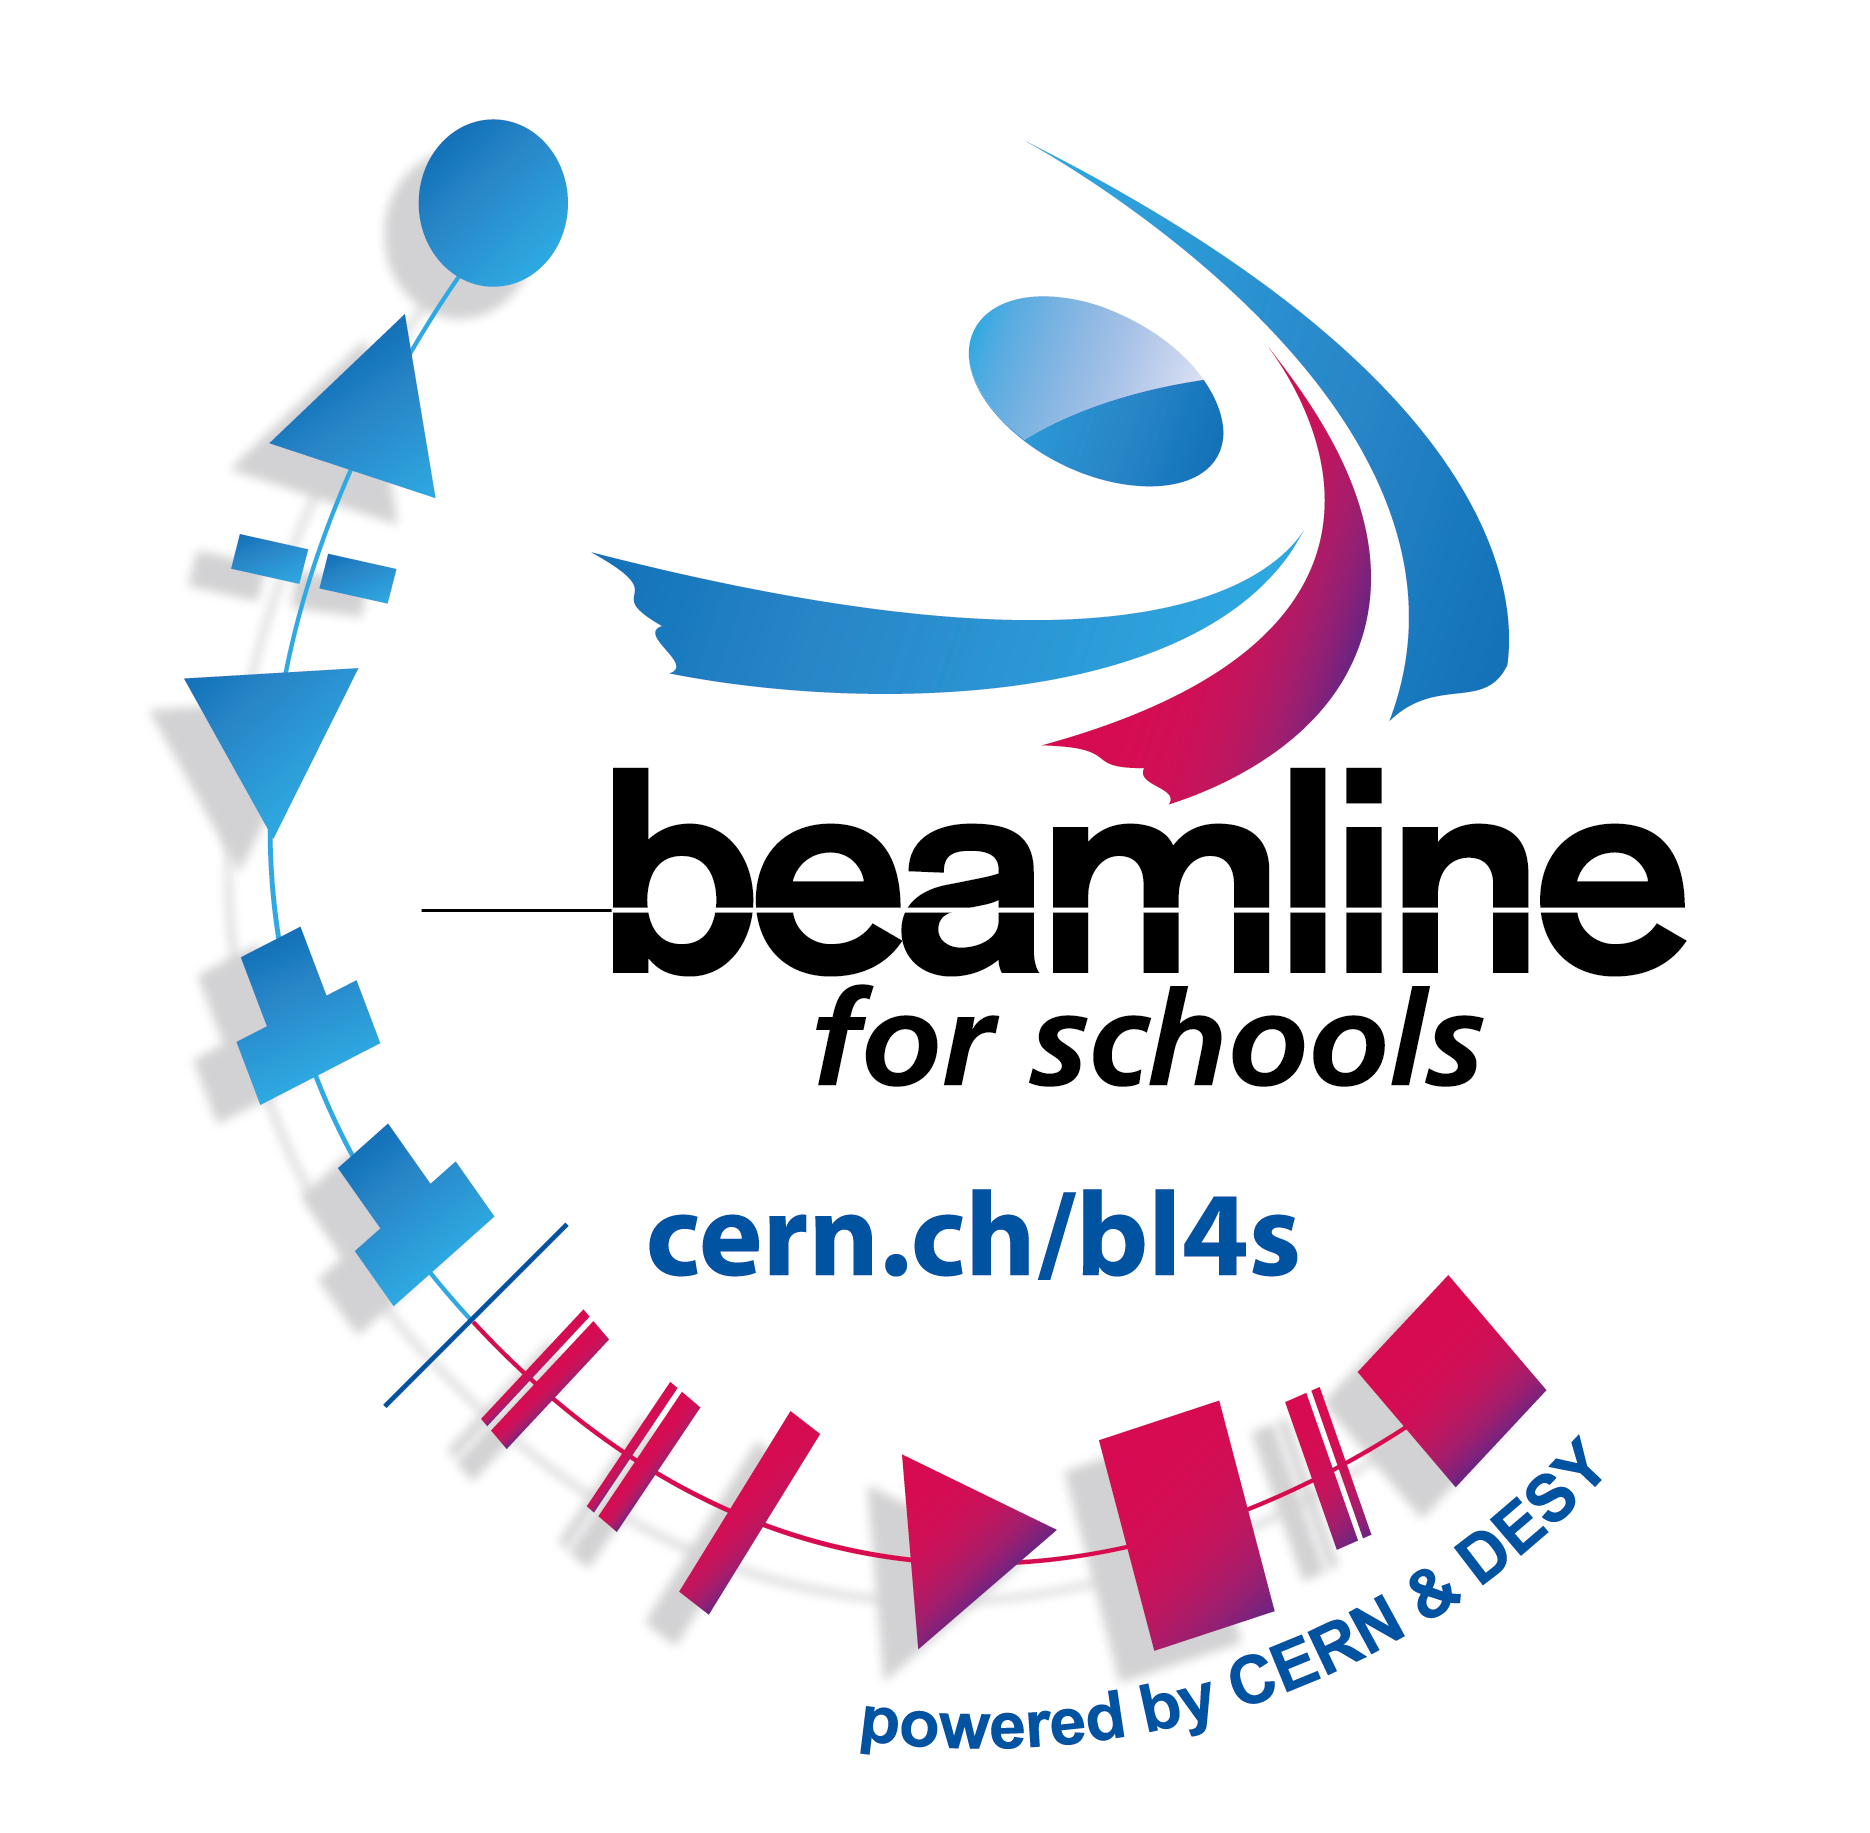 beamline
for schools
cern.ch/bl4s
powered by CERN & DESY